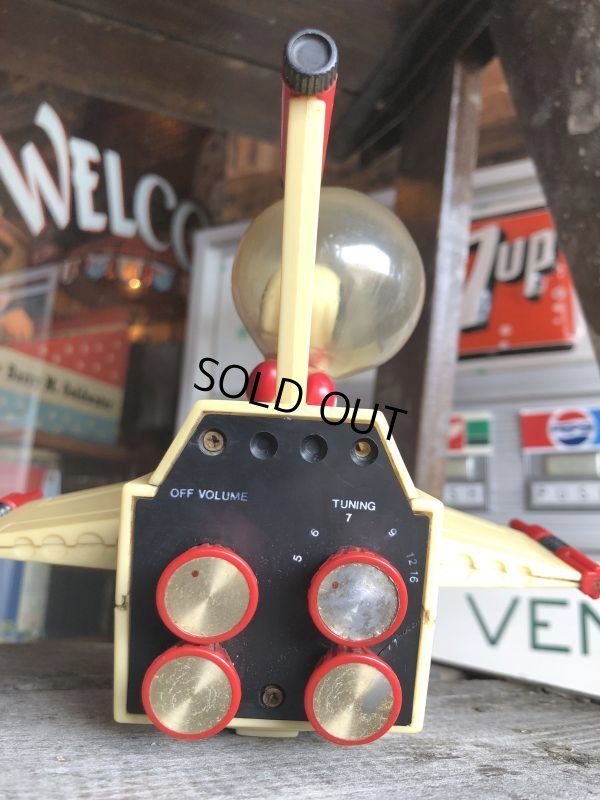 WELCO
7up
SOLD OUT
OFF VOLUME
TUNING
5 6 7 9 12 16
PEPSI
VEN